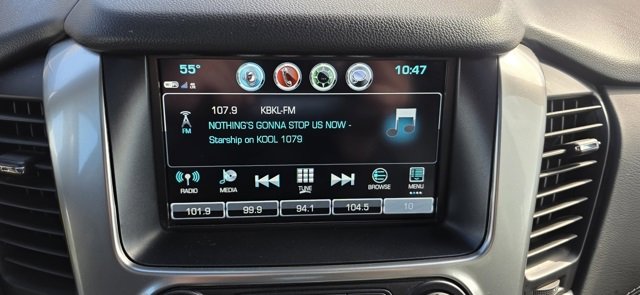 55° 10:47
107.9 KBKL-FM
NOTHING'S GONNA STOP US NOW -
Starship on KOOL 1079
FM
RADIO MEDIA TUNE BROWSE MENU
101.9 99.9 94.1 104.5 10